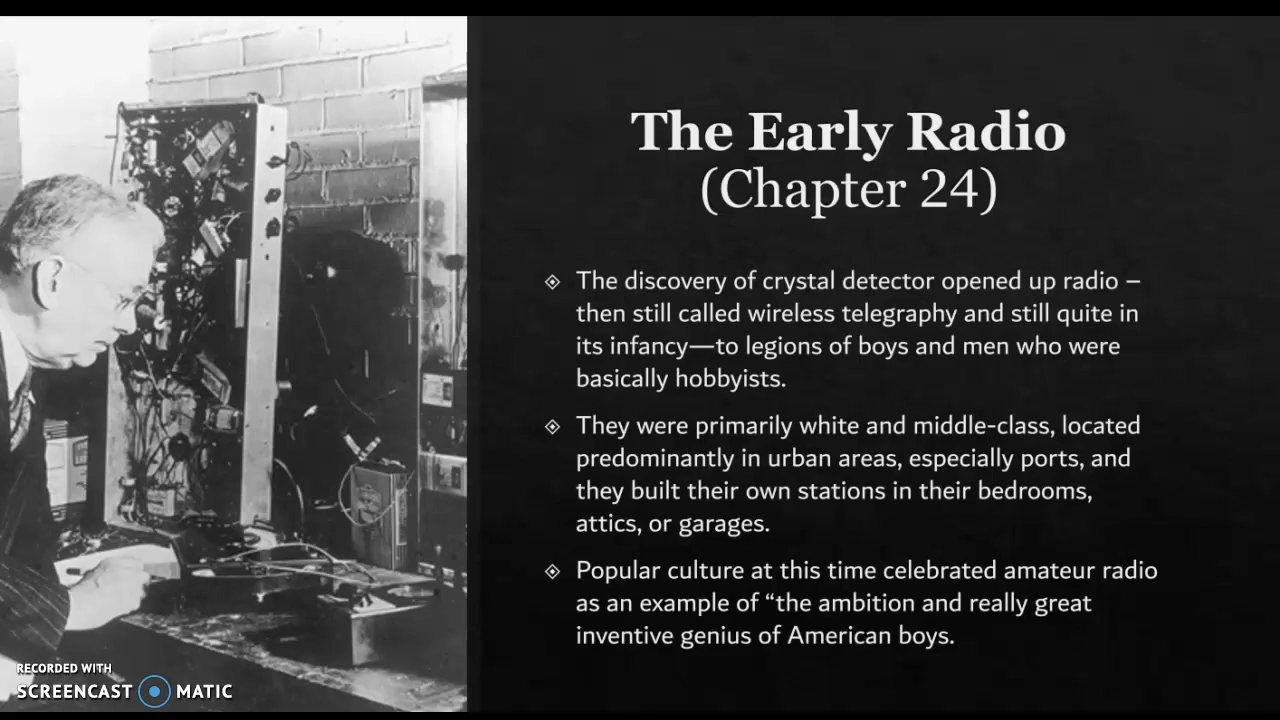 The Early Radio
(Chapter 24)
The discovery of crystal detector opened up radio –
then still called wireless telegraphy and still quite in
its infancy—to legions of boys and men who were
basically hobbyists.
They were primarily white and middle-class, located
predominantly in urban areas, especially ports, and
they built their own stations in their bedrooms,
attics, or garages.
Popular culture at this time celebrated amateur radio
as an example of “the ambition and really great
inventive genius of American boys.
RECORDED WITH
SCREENCAST MATIC